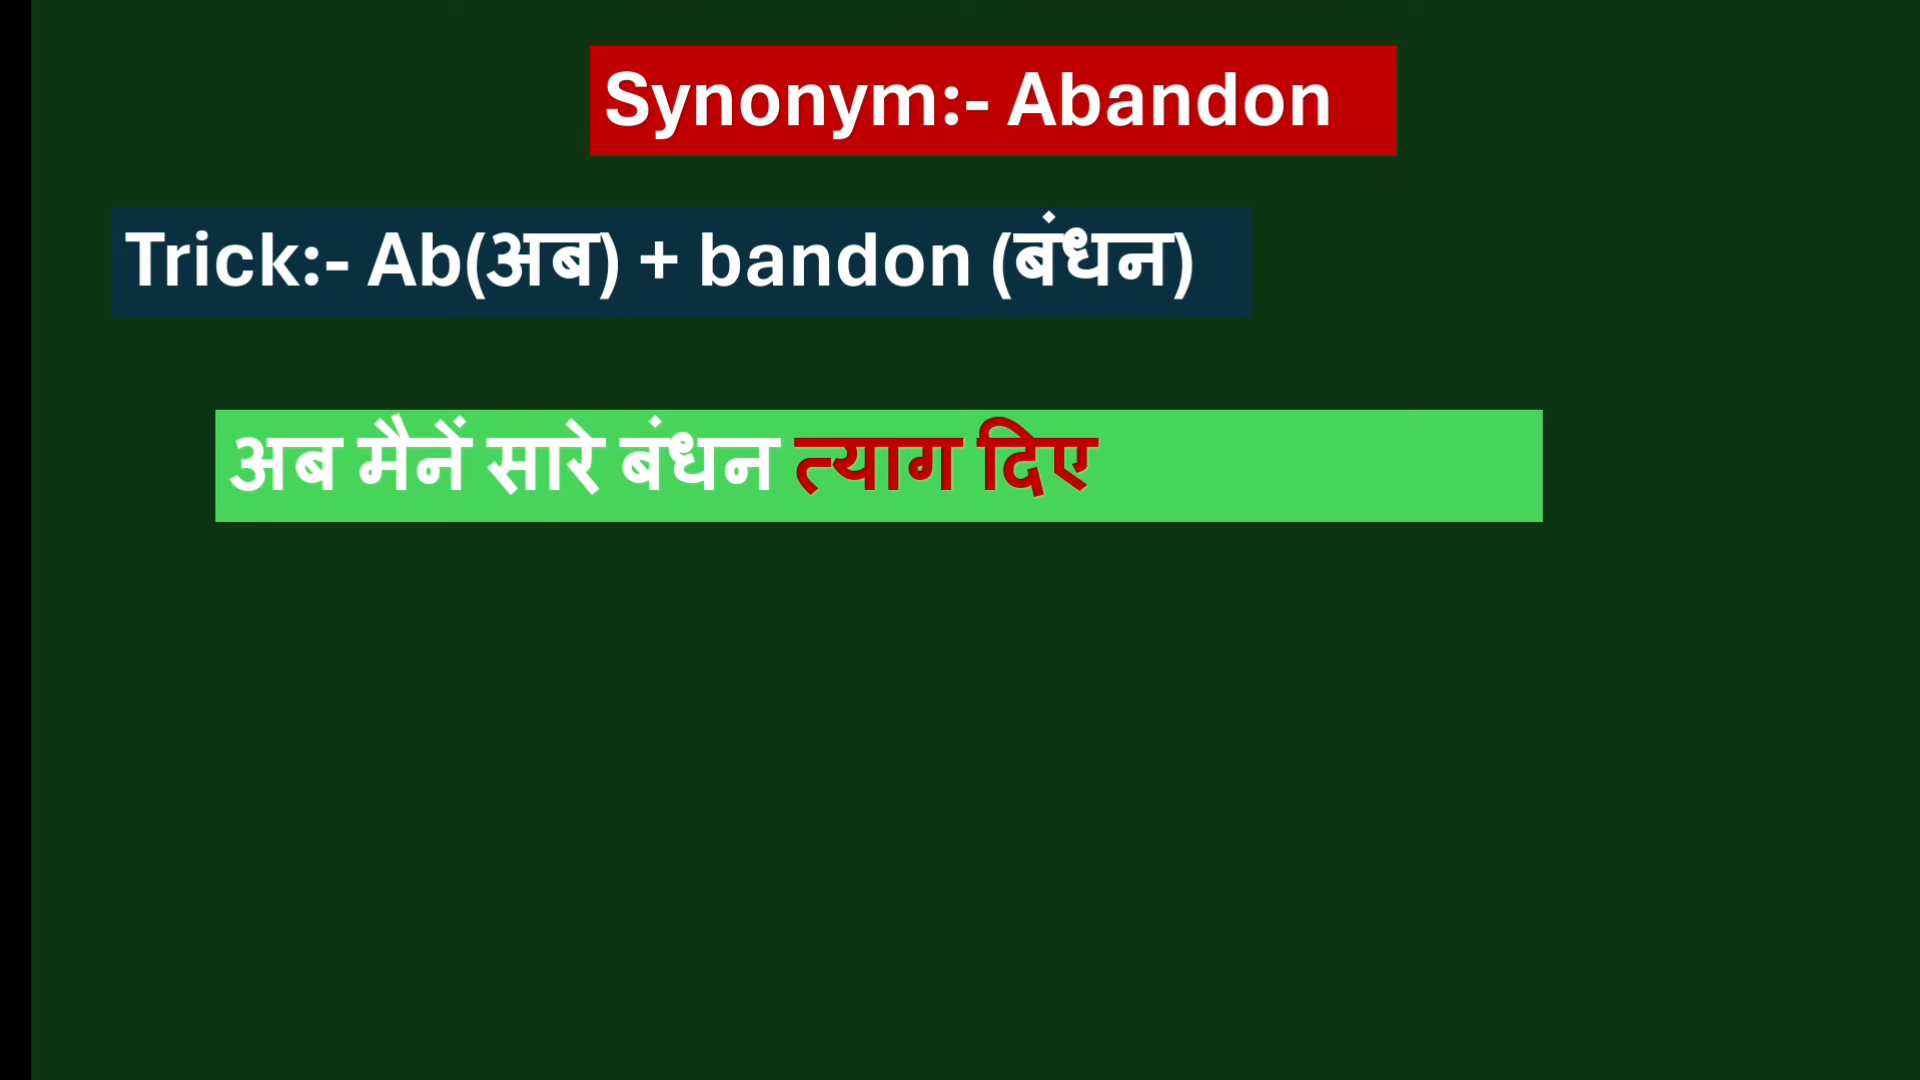 Synonym:- Abandon
Trick:- Ab(अब) + bandon (बंधन)
अब मैनें सारे बंधन त्याग दिए